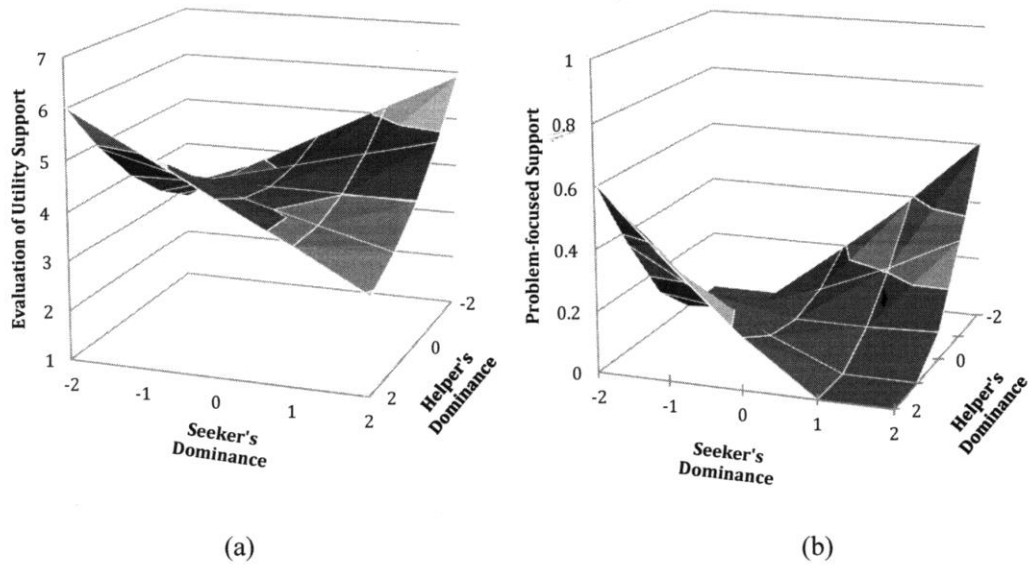 Evaluation of Utility Support
7
6
5
4
3
2
1
-2
-1
0
1
2
Seeker's
Dominance
2
0
-2
Helper's
Dominance
(a)
Problem-focused Support
1
0.8
0.6
0.4
0.2
0
-2
-1
0
1
2
Seeker's
Dominance
2
0
-2
Helper's
Dominance
(b)